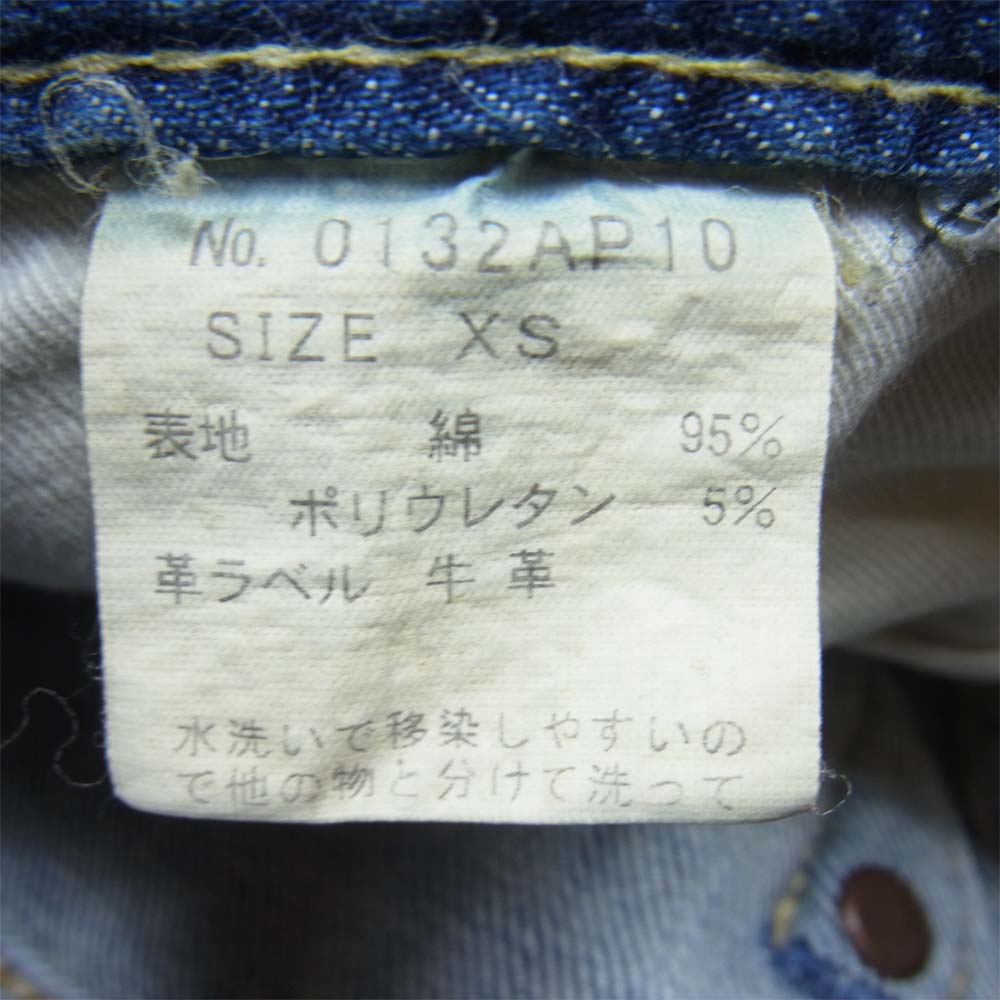 No. 0132AP10
SIZE XS
表地 綿 95%
ポリウレタン 5%
革ラベル 牛革
水洗いで移染しやすいの
で他の物と分けて洗って